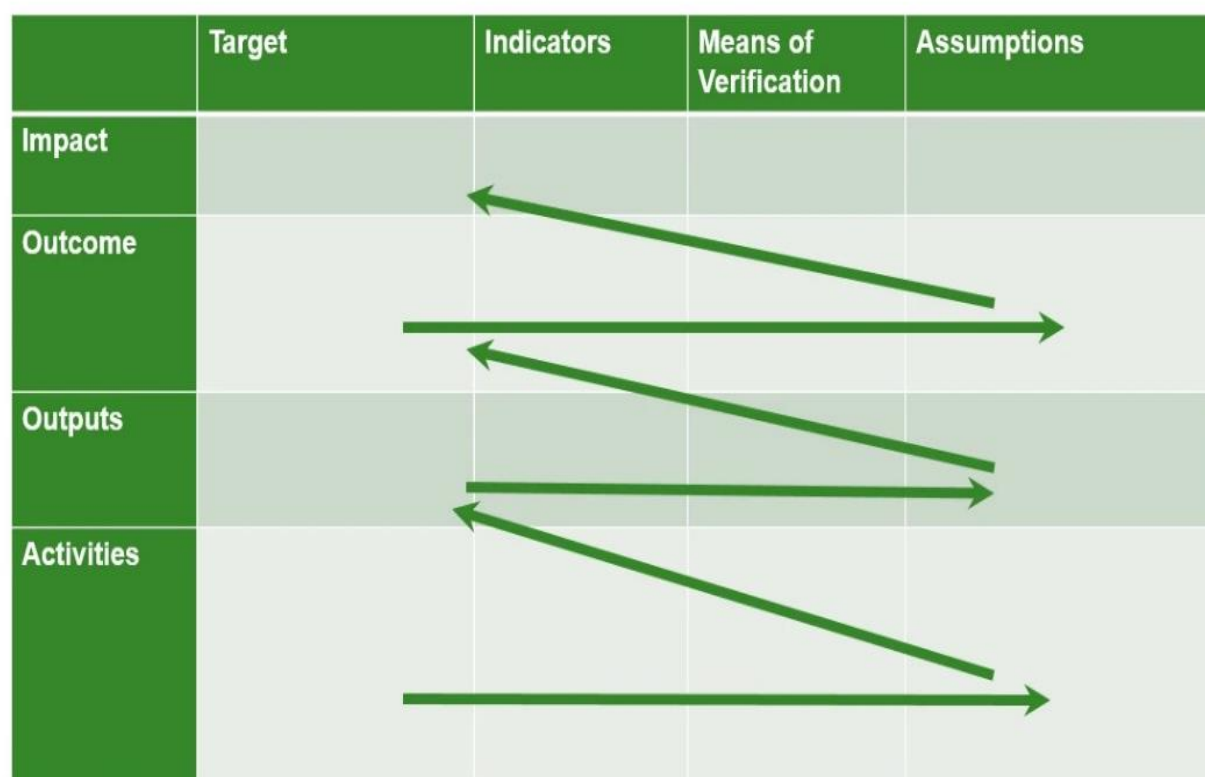 Target
Indicators
Means of
Verification
Assumptions
Impact
Outcome
Outputs
Activities